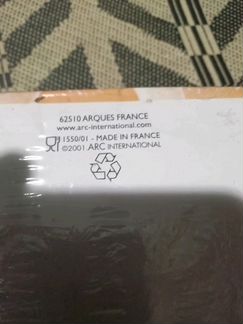 62510 ARQUES FRANCE
www.arc-international.com
1550/01 - MADE IN FRANCE
©2001 ARC INTERNATIONAL